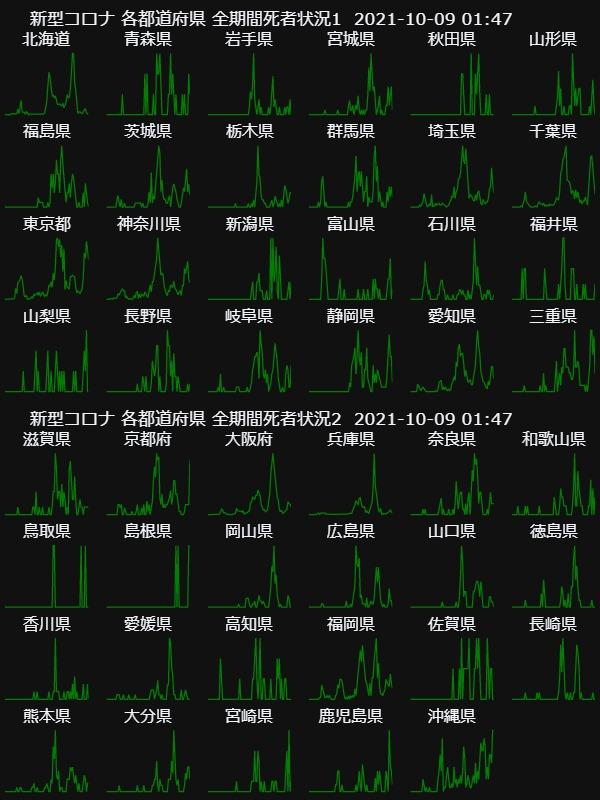 新型コロナ 各都道府県 全期間死者状況1 2021-10-09 01:47
北海道 青森県 岩手県 宮城県 秋田県 山形県
福島県 茨城県 栃木県 群馬県 埼玉県 千葉県
東京都 神奈川県 新潟県 富山県 石川県 福井県
山梨県 長野県 岐阜県 静岡県 愛知県 三重県
新型コロナ 各都道府県 全期間死者状況2 2021-10-09 01:47
滋賀県 京都府 大阪府 兵庫県 奈良県 和歌山県
鳥取県 島根県 岡山県 広島県 山口県 徳島県
香川県 愛媛県 高知県 福岡県 佐賀県 長崎県
熊本県 大分県 宮崎県 鹿児島県 沖縄県